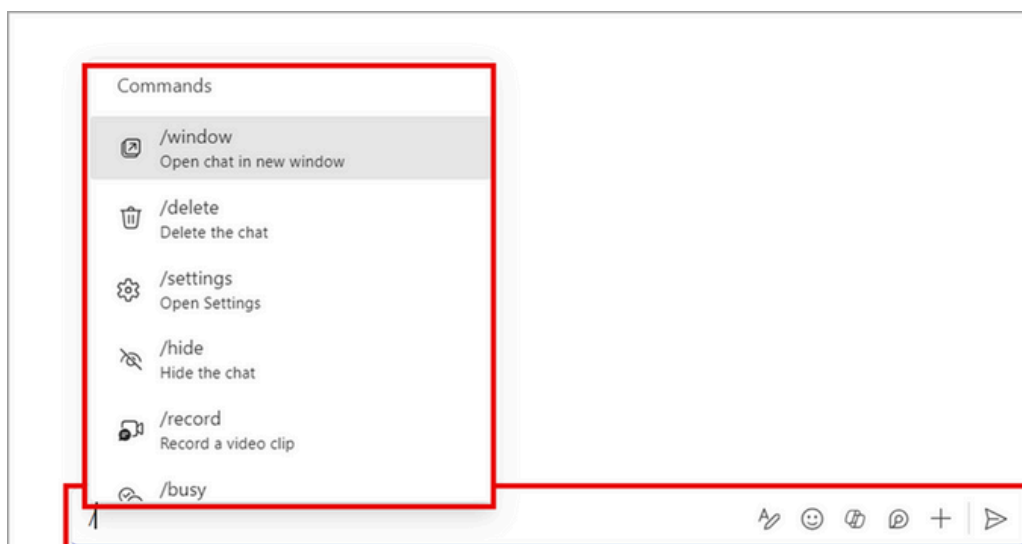 Commands
/window
Open chat in new window
/delete
Delete the chat
/settings
Open Settings
/hide
Hide the chat
/record
Record a video clip
/busy
/